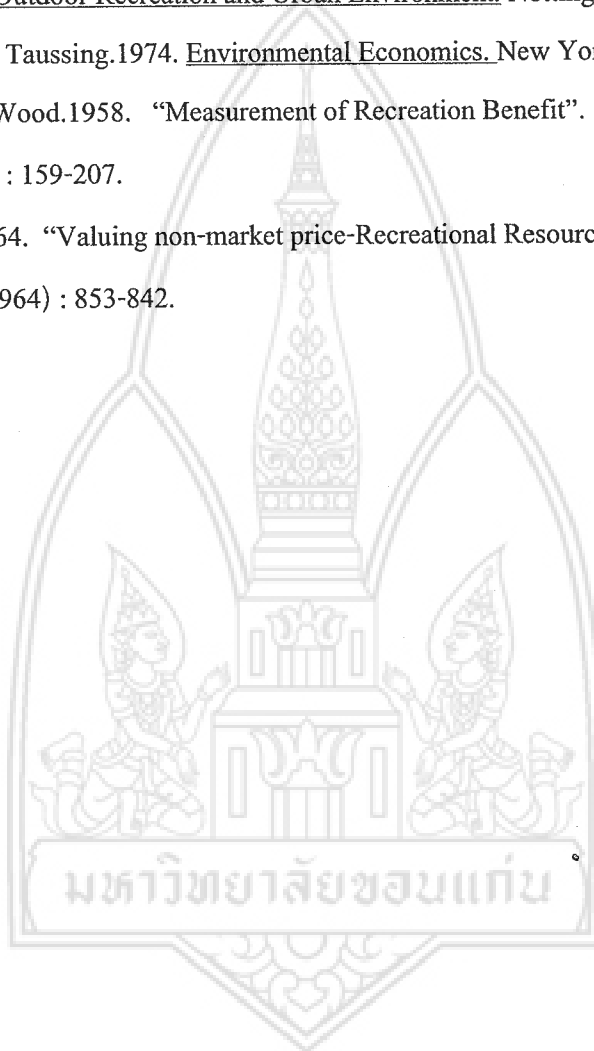 Outdoor Recreation and Urban Environment. Notting
Taussing.1974. Environmental Economics. New Yor
Wood.1958. “Measurement of Recreation Benefit”.
: 159-207.
64. “Valuing non-market price-Recreational Resourc
964) : 853-842.
มหาวิทยาลัยขอนแก่น